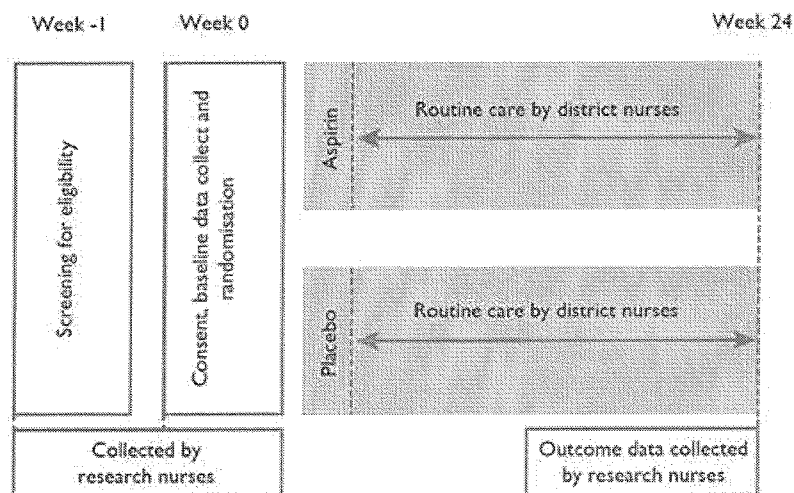 Week -1
Week 0
Week 24
Screening for eligibility
Consent, baseline data collect and
randomisation
Aspirin
Routine care by district nurses
Placebo
Routine care by district nurses
Collected by
research nurses
Outcome data collected
by research nurses